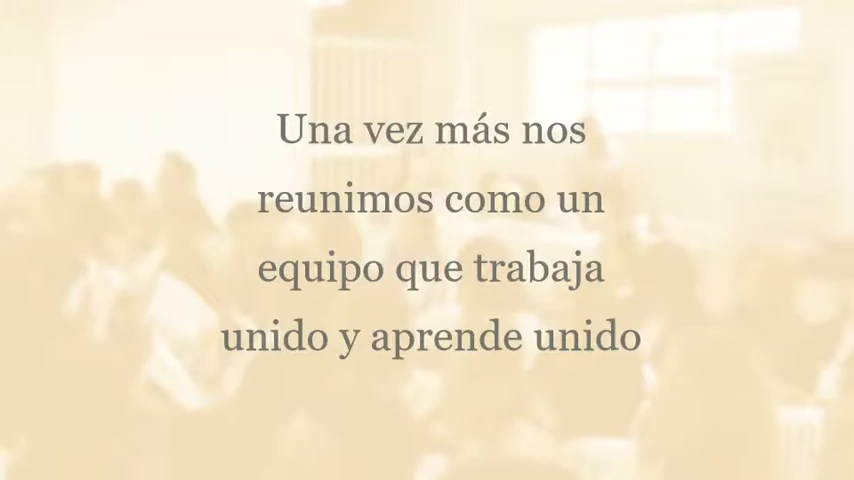 Una vez más nos
reunimos como un
equipo que trabaja
unido y aprende unido